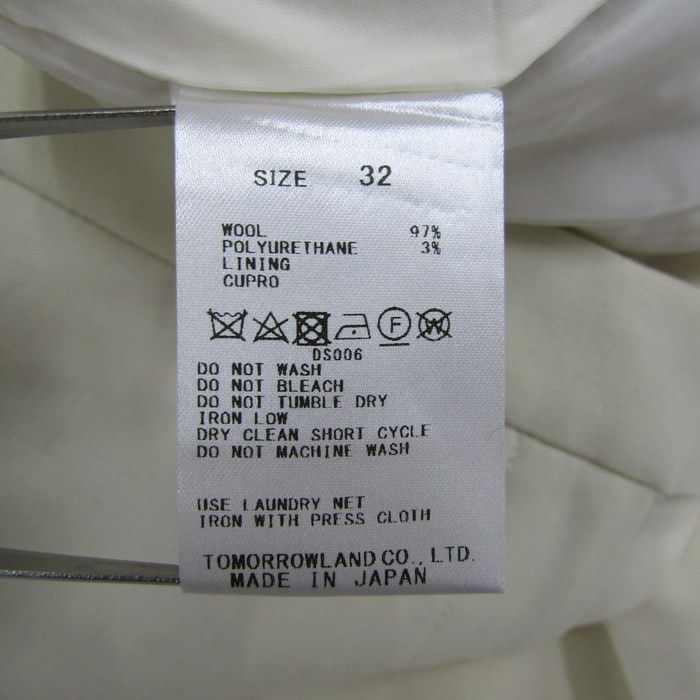 SIZE 32
WOOL 97%
POLYURETHANE 3%
LINING
CUPRO
F W
DS006
DO NOT WASH
DO NOT BLEACH
DO NOT TUMBLE DRY
IRON LOW
DRY CLEAN SHORT CYCLE
DO NOT MACHINE WASH
USE LAUNDRY NET
IRON WITH PRESS CLOTH
TOMORROWLAND CO., LTD.
MADE IN JAPAN